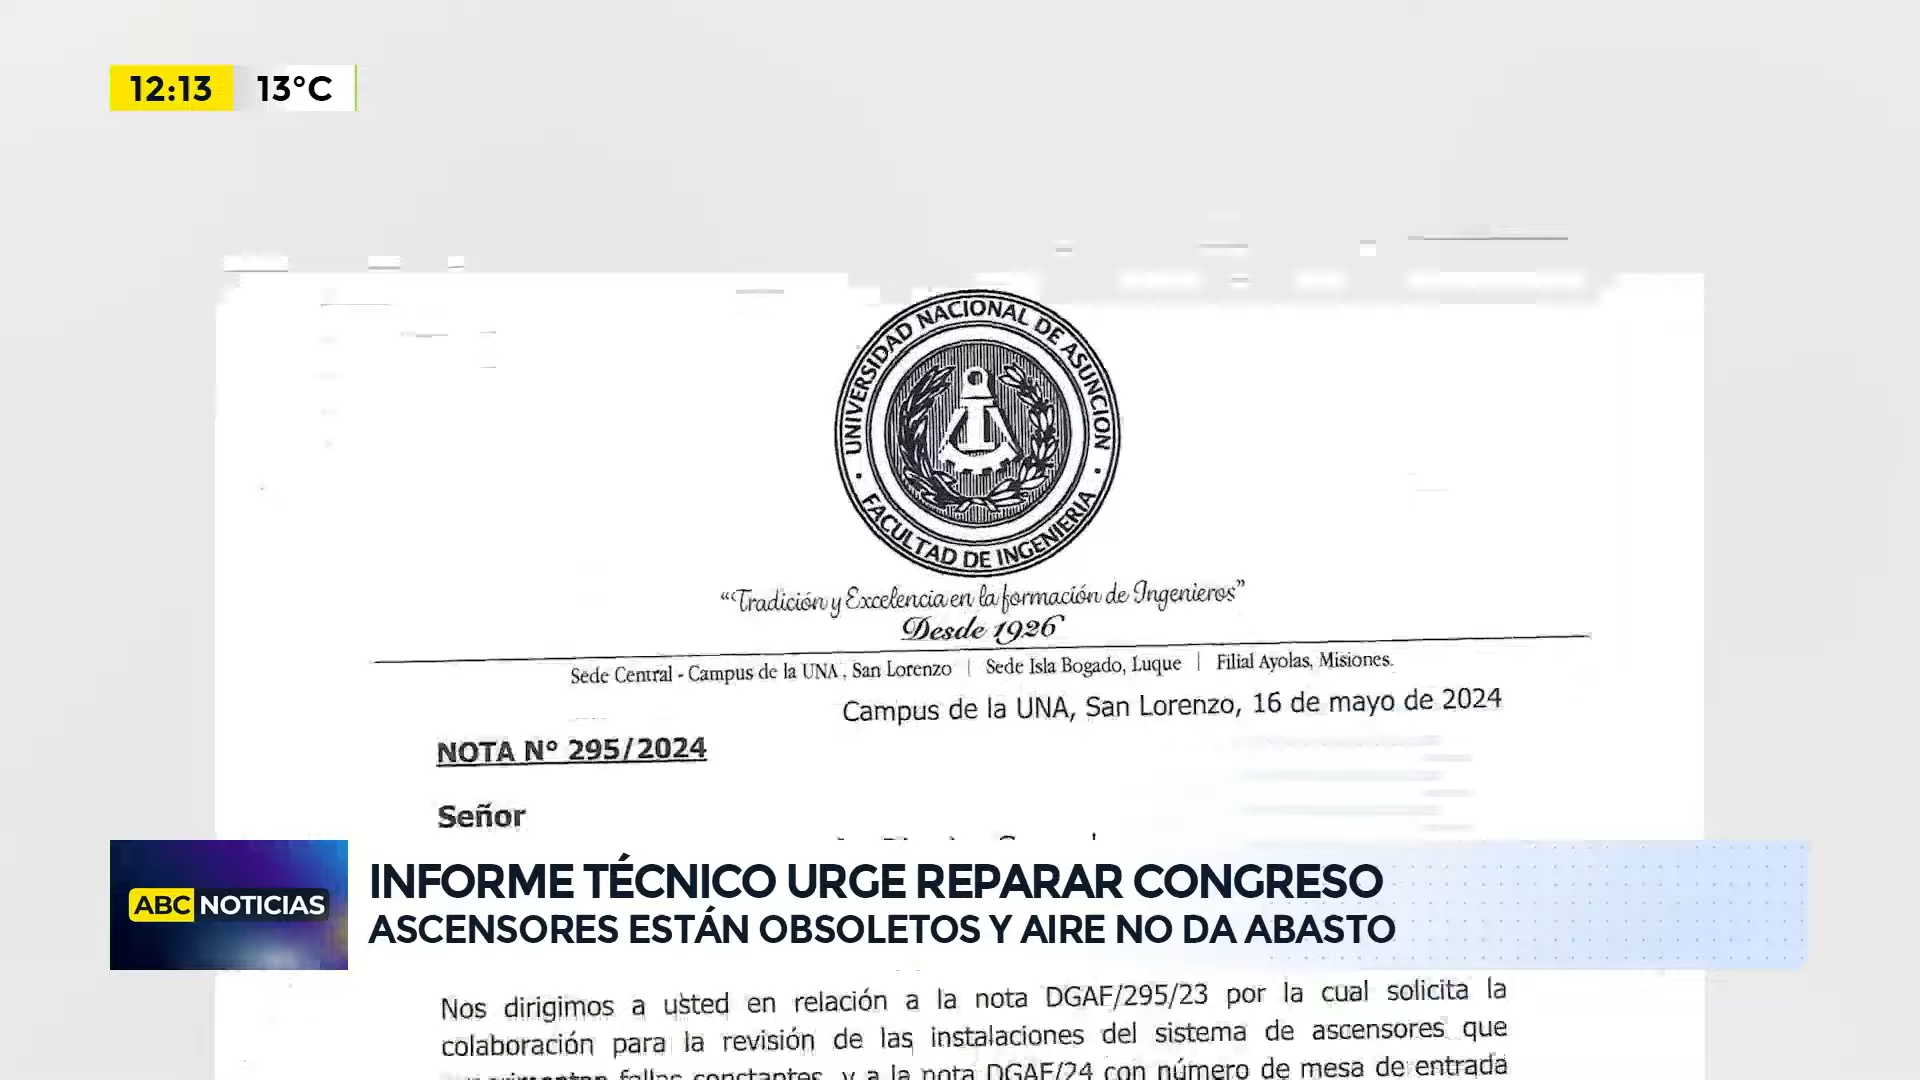 12:13 13°C
UNIVERSIDAD NACIONAL DE ASUNCION
FACULTAD DE INGENIERIA
"“Tradición y Excelencia en la formación de Ingenieros”
Desde 1926
Sede Central - Campus de la UNA , San Lorenzo | Sede Isla Bogado, Luque | Filial Ayolas, Misiones.
Campus de la UNA, San Lorenzo, 16 de mayo de 2024
NOTA N° 295/2024
Señor
ABC NOTICIAS
INFORME TÉCNICO URGE REPARAR CONGRESO
ASCENSORES ESTÁN OBSOLETOS Y AIRE NO DA ABASTO
Nos dirigimos a usted en relación a la nota DGAF/295/23 por la cual solicita la
colaboración para la revisión de las instalaciones del sistema de ascensores que
fallas constantes, y a la nota DGAF/24 con número de mesa de entrada